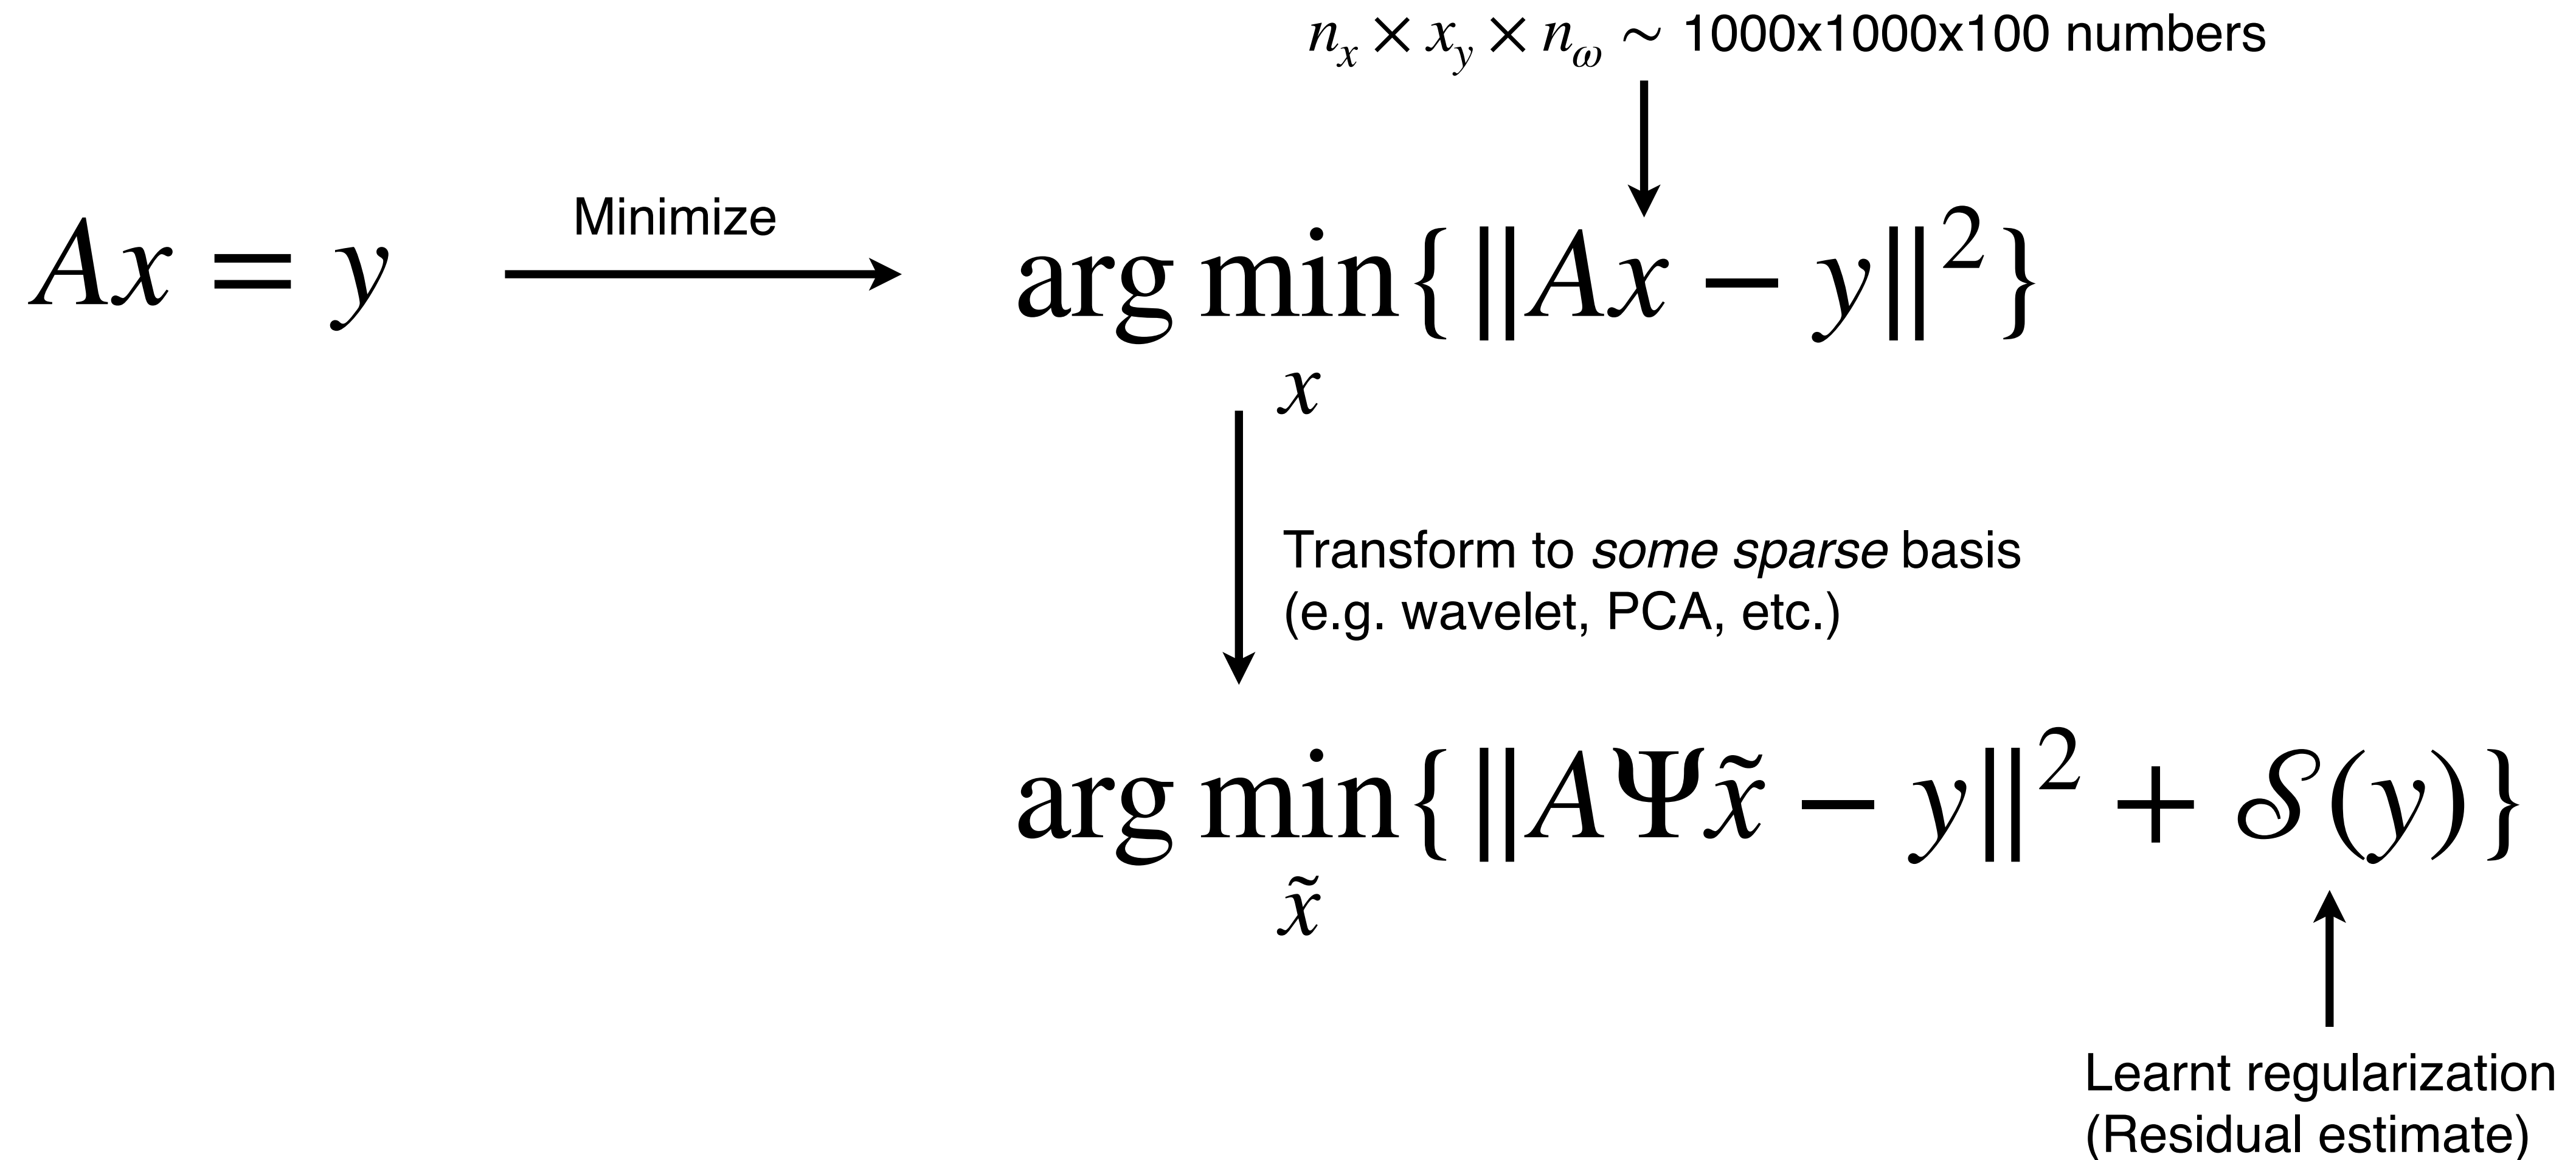 n_x × x_y × n_ω ∼ 1000x1000x100 numbers
Minimize
Ax = y
arg min{‖Ax − y‖²}
x
Transform to some sparse basis
(e.g. wavelet, PCA, etc.)
arg min{‖AΨx̃ − y‖² + 𝒮(y)}
x̃
Learnt regularization
(Residual estimate)